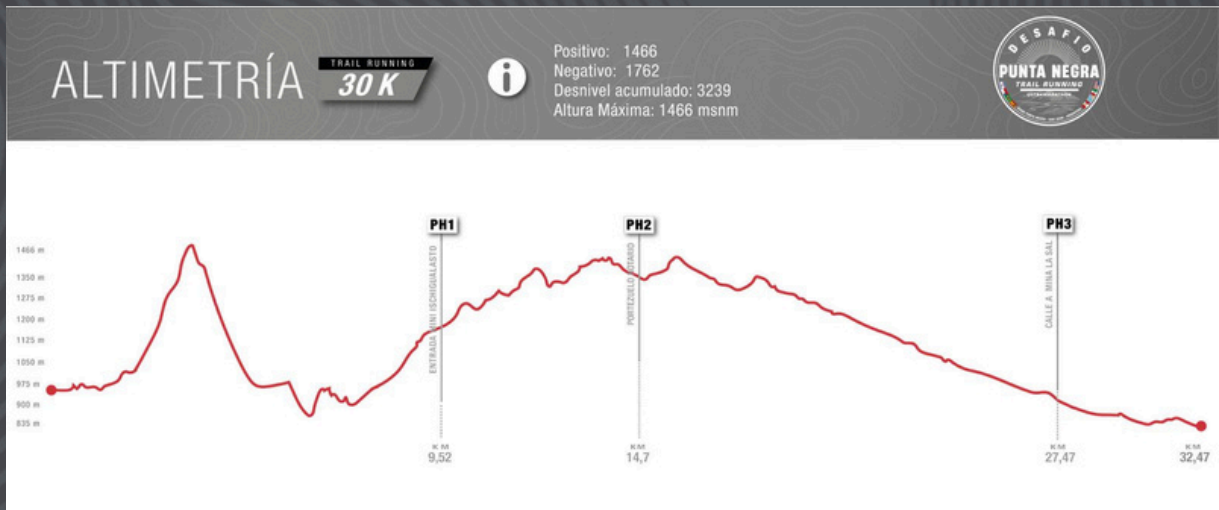 ALTIMETRÍA
TRAIL RUNNING
30 K
i
Positivo: 1466
Negativo: 1762
Desnivel acumulado: 3239
Altura Máxima: 1466 msnm
DESAFIO
PUNTA NEGRA
TRAIL RUNNING
PH1
PH2
PH3
1466 m
1350 m
1275 m
1200 m
1125 m
1050 m
975 m
900 m
835 m
ENTRADA MINI ISCHIGUALASTO
PORTEZUELO NOTARIO
CALLE A. MINA LA SAL
KM
9,52
KM
14,7
KM
27,47
KM
32,47